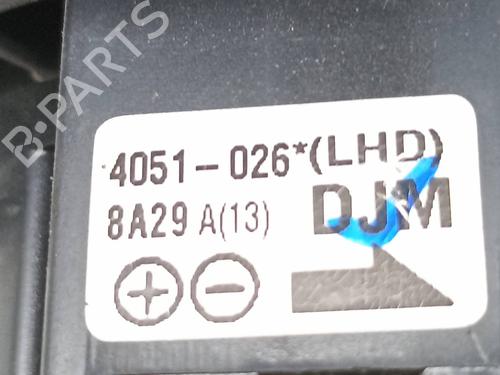 B-PARTS
4051-026*(LHD)
8A29 A(13) DJM